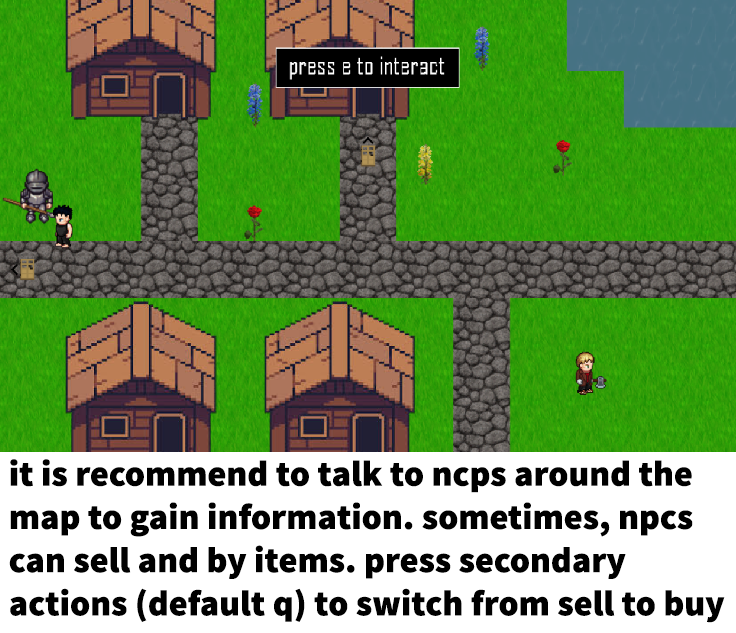 press e to interact
it is recommend to talk to ncps around the
map to gain information. sometimes, npcs
can sell and by items. press secondary
actions (default q) to switch from sell to buy